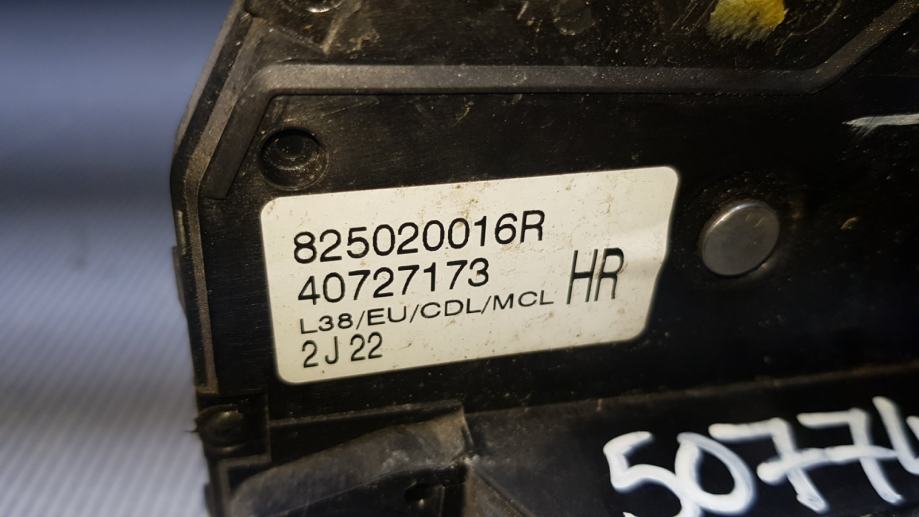 825020016R
40727173
HR
L38/EU/CDL/MCL
2J 22